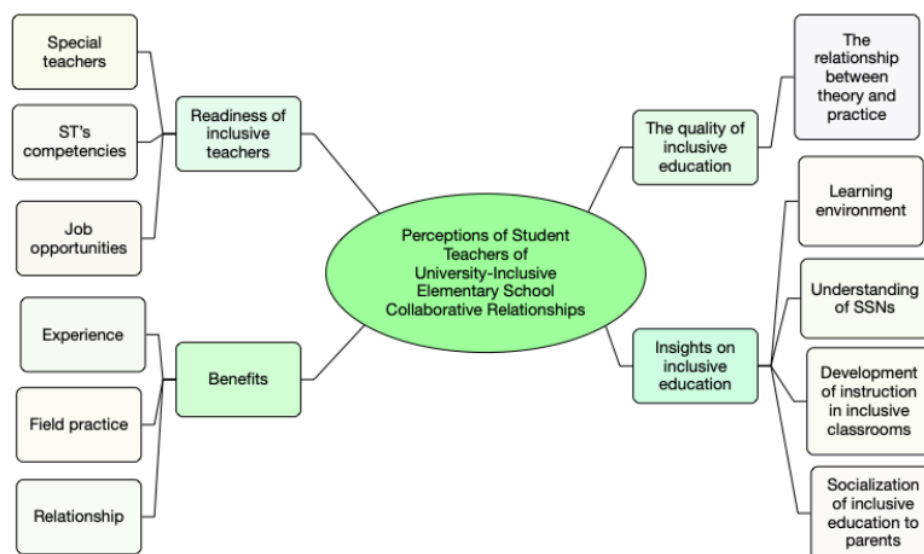 Special
teachers
ST's
competencies
Job
opportunities
Readiness of
inclusive
teachers
Experience
Field practice
Relationship
Benefits
Perceptions of Student
Teachers of
University-Inclusive
Elementary School
Collaborative Relationships
The quality of
inclusive
education
The
relationship
between
theory and
practice
Insights on
inclusive
education
Learning
environment
Understanding
of SSNs
Development
of instruction
in inclusive
classrooms
Socialization
of inclusive
education to
parents